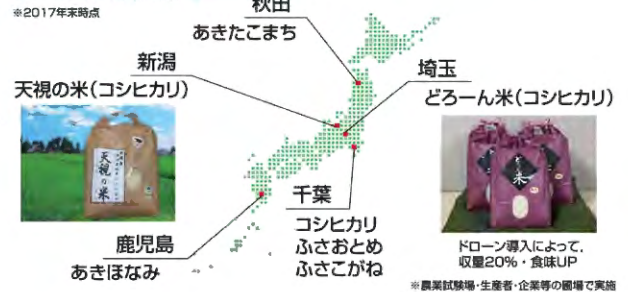 ※2017年末時点
秋田
あきたこまち
新潟
天視の米(コシヒカリ)
埼玉
どろーん米(コシヒカリ)
天視の米
米
千葉
コシヒカリ
ふさおとめ
ふさこがね
鹿児島
あきほなみ
ドローン導入によって、
収量20%・食味UP
※農業試験場・生産者・企業等の圃場で実施